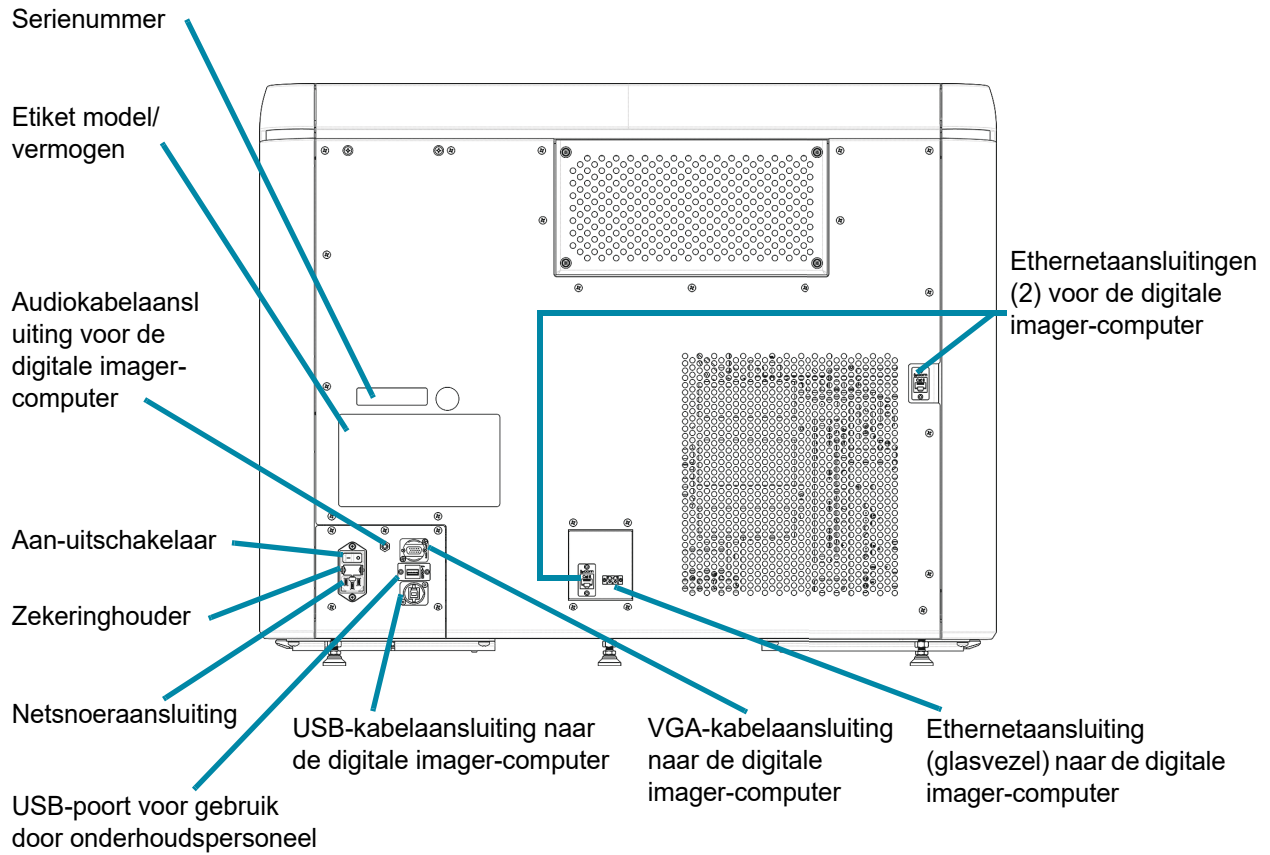 Serienummer
Etiket model/
vermogen
Audiokabelaansl
uiting voor de
digitale imager-
computer
Aan-uitschakelaar
Zekeringhouder
Netsnoeraansluiting
USB-poort voor gebruik
door onderhoudspersoneel
USB-kabelaansluiting naar
de digitale imager-computer
VGA-kabelaansluiting
naar de digitale
imager-computer
Ethernetaansluiting
(glasvezel) naar de digitale
imager-computer
Ethernetaansluitingen
(2) voor de digitale
imager-computer